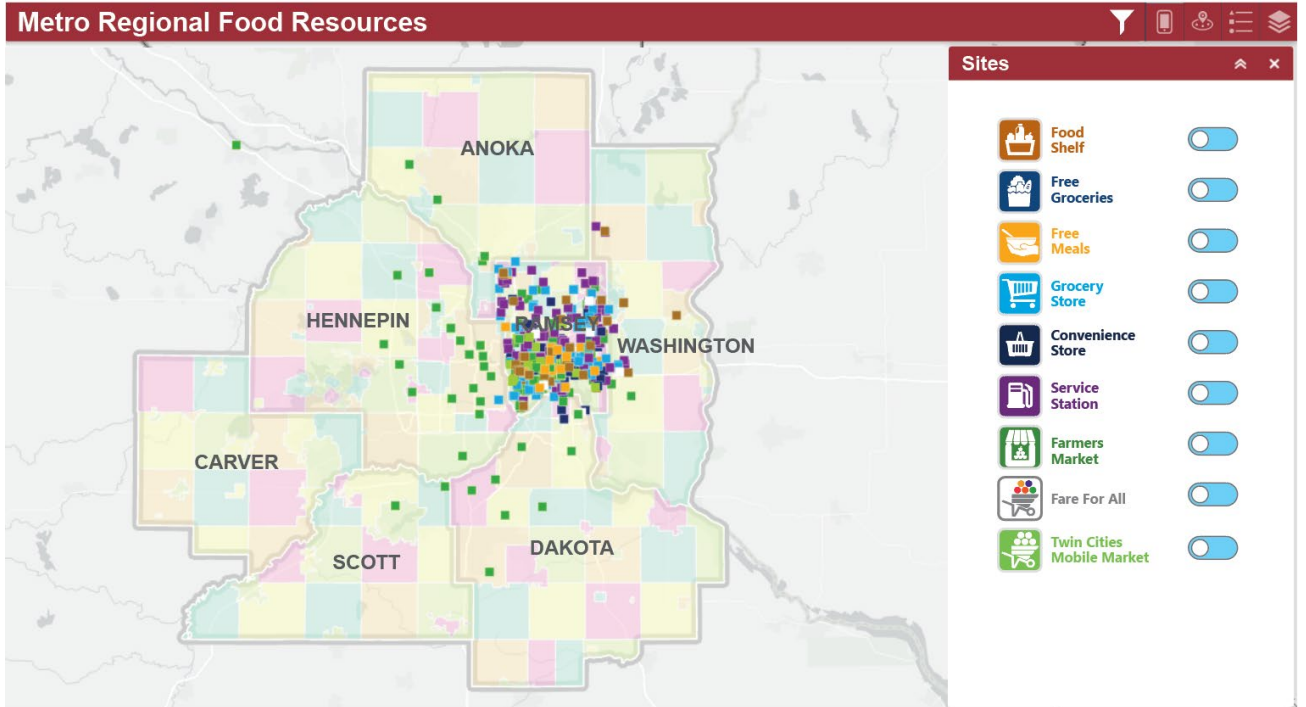 Metro Regional Food Resources
Sites
ANOKA
HENNEPIN
RAMSEY
WASHINGTON
CARVER
SCOTT
DAKOTA
Food
Shelf
Free
Groceries
Free
Meals
Grocery
Store
Convenience
Store
Service
Station
Farmers
Market
Fare For All
Twin Cities
Mobile Market